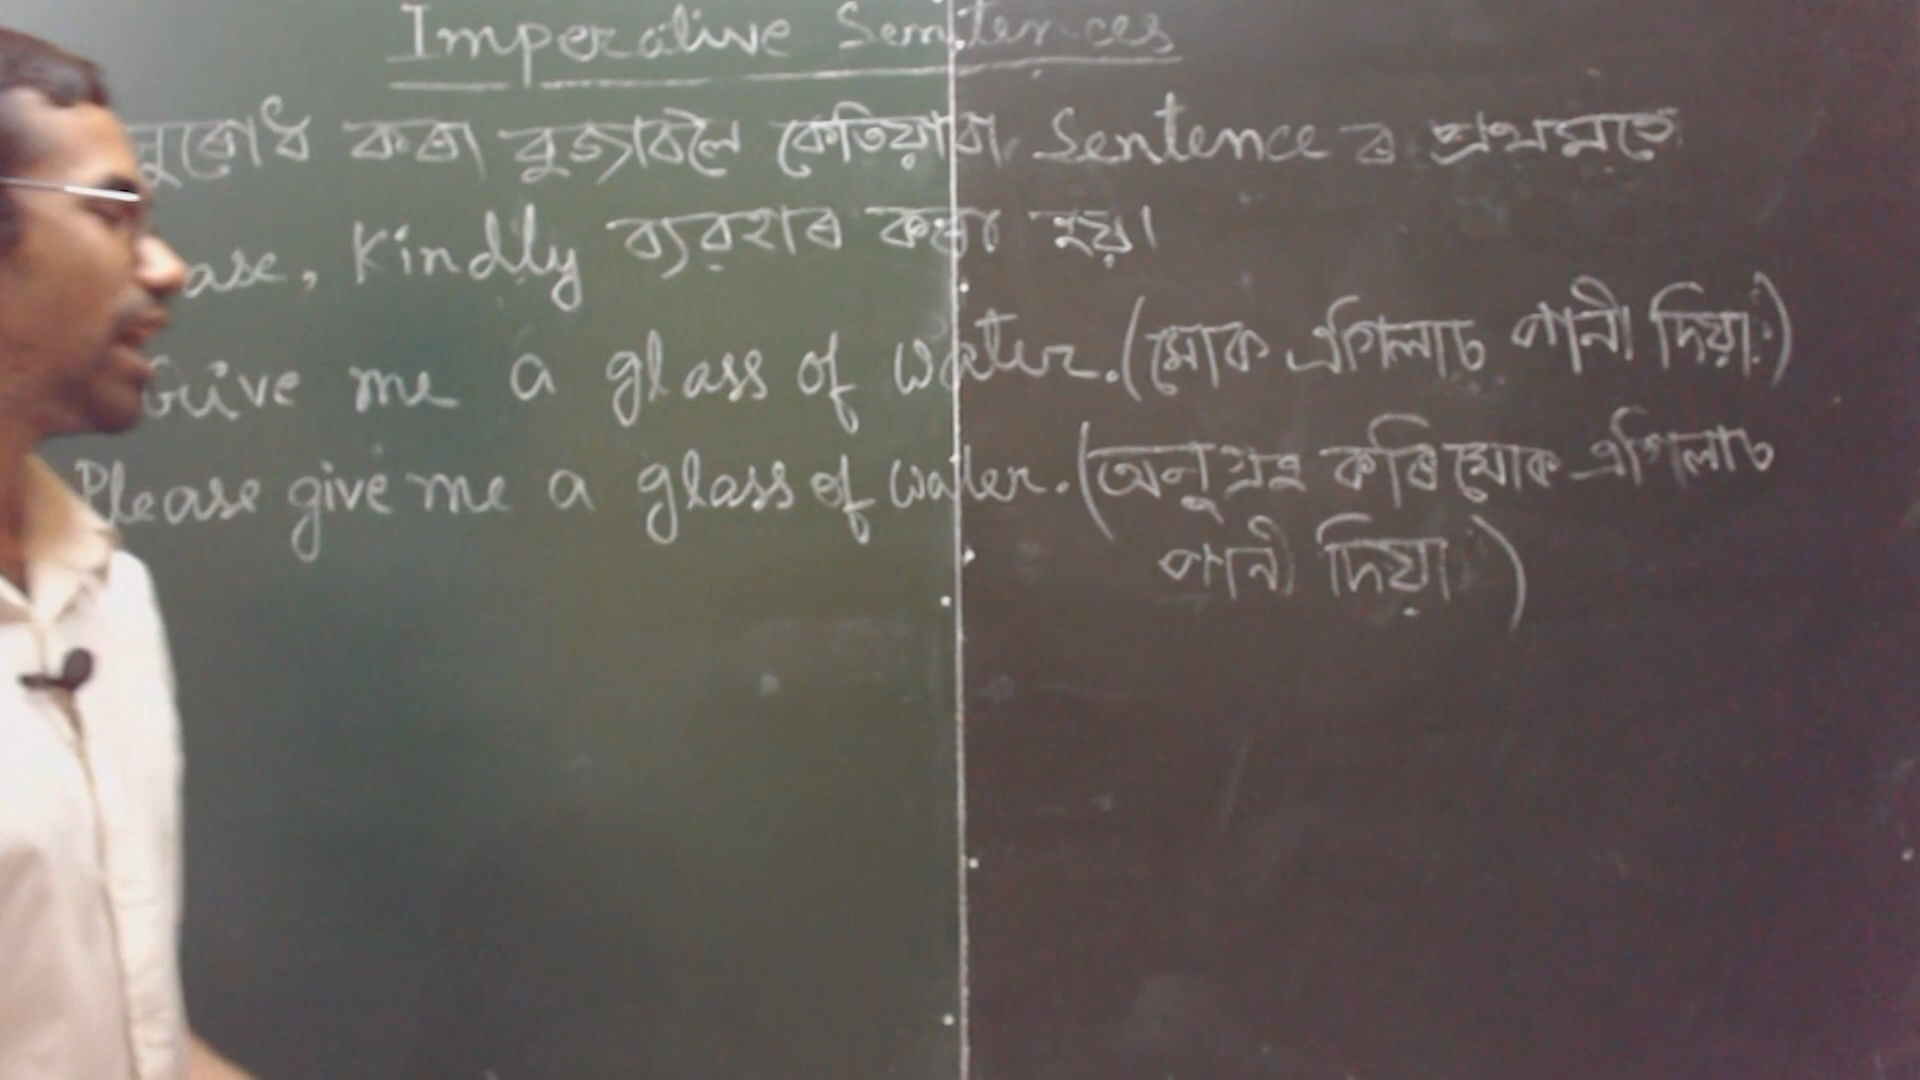 Imperative Sentences
নুৰোধ কৰা বুজাবলৈ কেতিয়াবা Sentence ৰ প্ৰথমতে
ase, Kindly ব্যৱহাৰ কৰা হয়।
Give me a glass of water. (মোক এগিলাচ পানী দিয়া)
Please give me a glass of water. (অনুগ্ৰহ কৰি মোক এগিলাচ
পানী দিয়া )